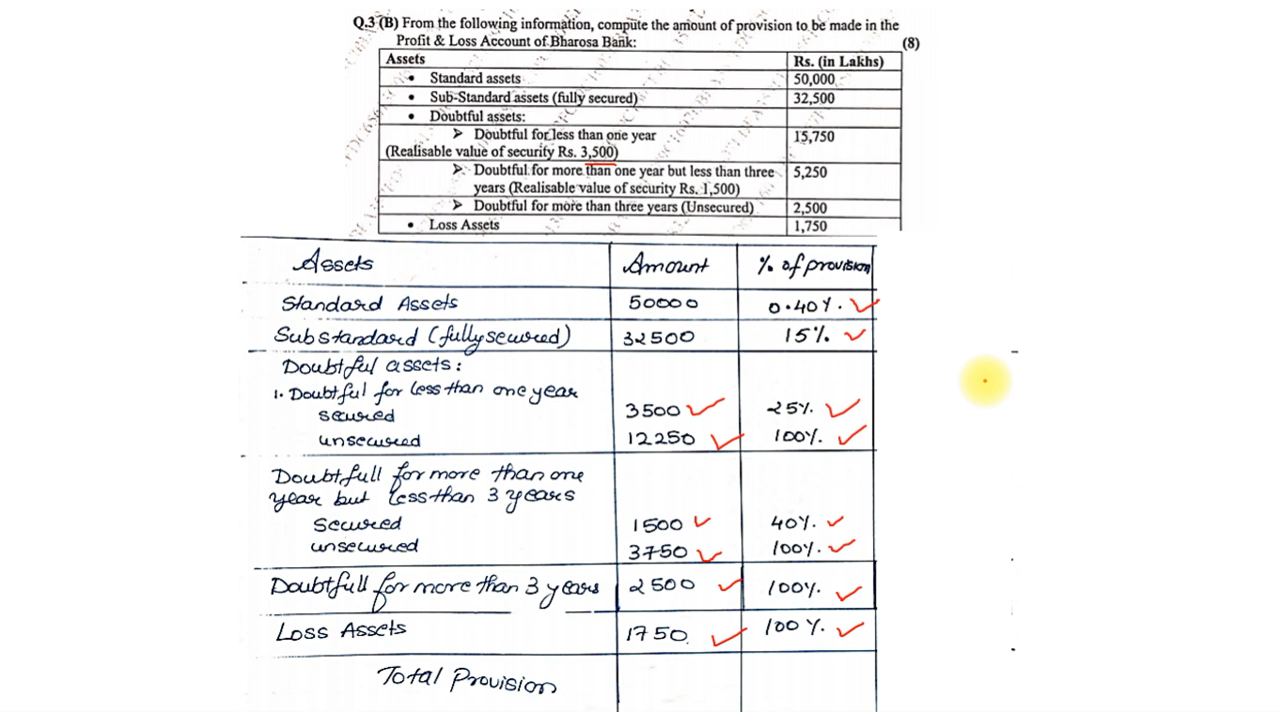 Q.3 (B) From the following information, compute the amount of provision to be made in the
Profit & Loss Account of Bharosa Bank: (8)
Assets Rs. (in Lakhs)
• Standard assets 50,000
• Sub-Standard assets (fully secured) 32,500
• Doubtful assets:
➤ Doubtful for less than one year 15,750
(Realisable value of security Rs. 3,500)
➤ Doubtful for more than one year but less than three 5,250
years (Realisable value of security Rs. 1,500)
➤ Doubtful for more than three years (Unsecured) 2,500
• Loss Assets 1,750
Assets Amount % of provision
Standard Assets 50000 0.40%.
Substandard (fully secured) 32500 15%.
Doubtful assets:
1. Doubtful for less than one year
secured 3500 25%.
unsecured 12250 100%.
Doubtfull for more than one
year but less than 3 years
Secured 1500 40%.
unsecured 3750 100%.
Doubtfull for more than 3 years 2500 100%.
Loss Assets 1750. 100%.
Total Provision